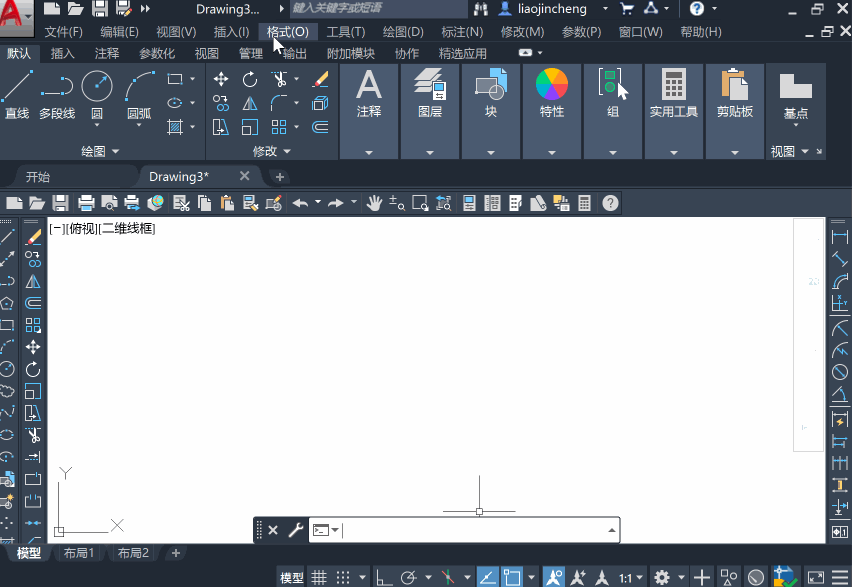 Drawing3...
键入关键字或短语
liaojincheng
文件(F) 编辑(E) 视图(V) 插入(I) 格式(O) 工具(T) 绘图(D) 标注(N) 修改(M) 参数(P) 窗口(W) 帮助(H)
默认 插入 注释 参数化 视图 管理 输出 附加模块 协作 精选应用
直线 多段线 圆 圆弧 注释 图层 块 特性 组 实用工具 剪贴板 基点
绘图 修改 视图
开始 Drawing3*
[−][俯视][二维线框]
Y
X
模型 布局1 布局2
模型 1:1